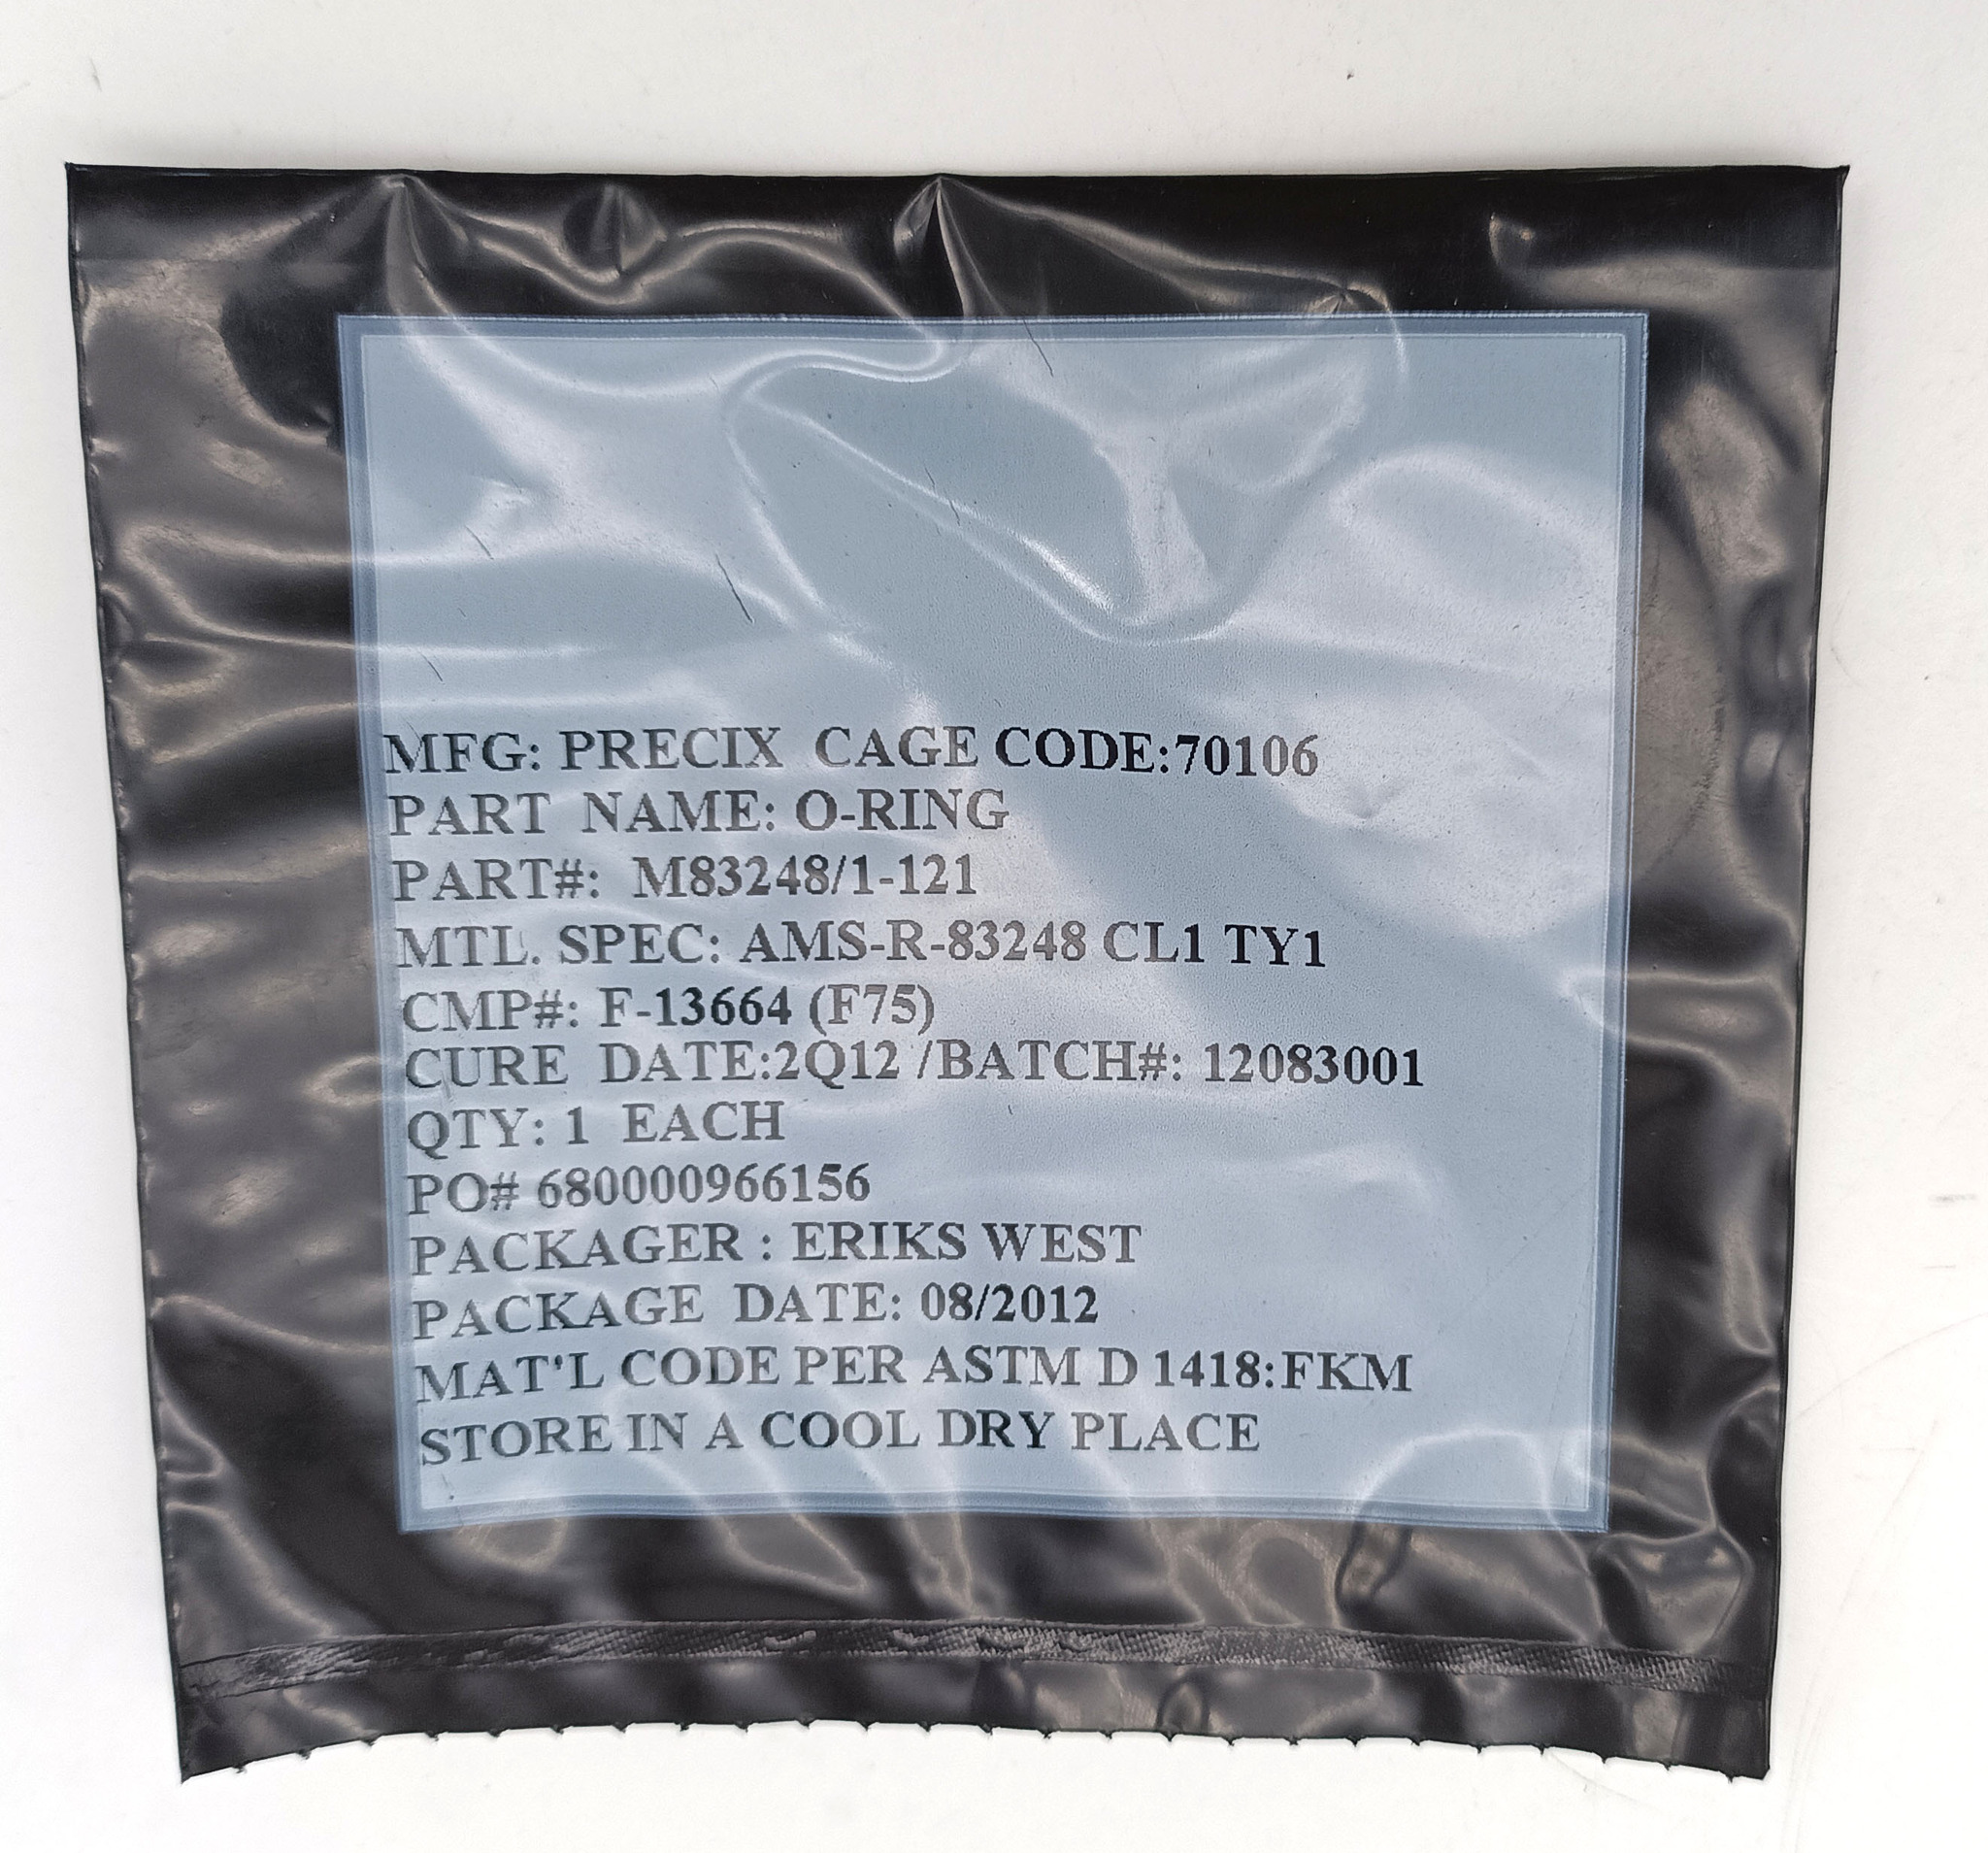 MFG: PRECIX CAGE CODE:70106
PART NAME: O-RING
PART#: M83248/1-121
MTL. SPEC: AMS-R-83248 CL1 TY1
CMP#: F-13664 (F75)
CURE DATE:2Q12 /BATCH#: 12083001
QTY: 1 EACH
PO# 680000966156
PACKAGER : ERIKS WEST
PACKAGE DATE: 08/2012
MAT'L CODE PER ASTM D 1418:FKM
STORE IN A COOL DRY PLACE